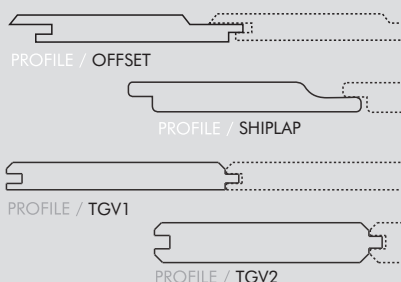 PROFILE / OFFSET
PROFILE / SHIPLAP
PROFILE / TGV1
PROFILE / TGV2